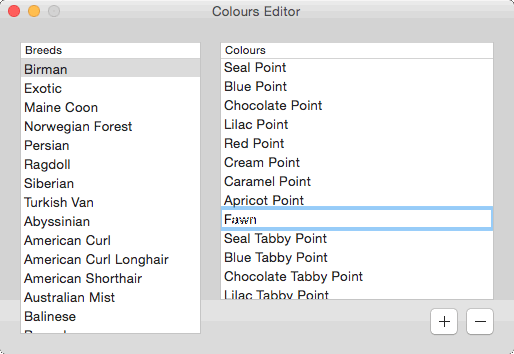 Colours Editor
Breeds
Birman
Exotic
Maine Coon
Norwegian Forest
Persian
Ragdoll
Siberian
Turkish Van
Abyssinian
American Curl
American Curl Longhair
American Shorthair
Australian Mist
Balinese
Colours
Seal Point
Blue Point
Chocolate Point
Lilac Point
Red Point
Cream Point
Caramel Point
Apricot Point
Fawn
Seal Tabby Point
Blue Tabby Point
Chocolate Tabby Point
Lilac Tabby Point